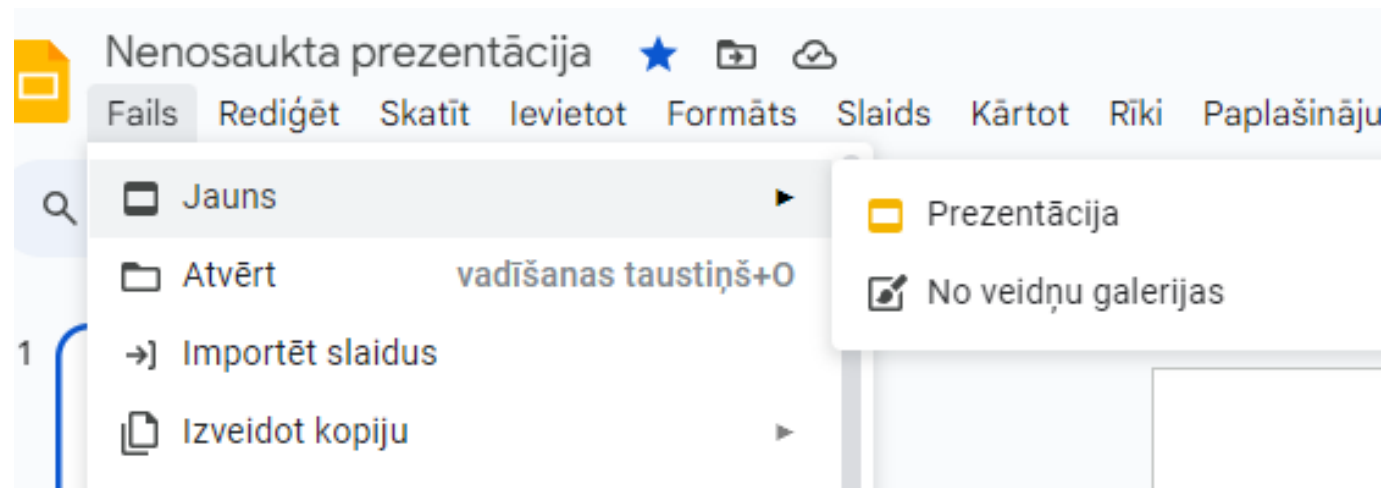 Nenosaukta prezentācija
Fails Rediģēt Skatīt Ievietot Formāts Slaids Kārtot Rīki Paplašināju
Jauns
Prezentācija
Atvērt vadīšanas taustiņš+O
No veidņu galerijas
1
Importēt slaidus
Izveidot kopiju